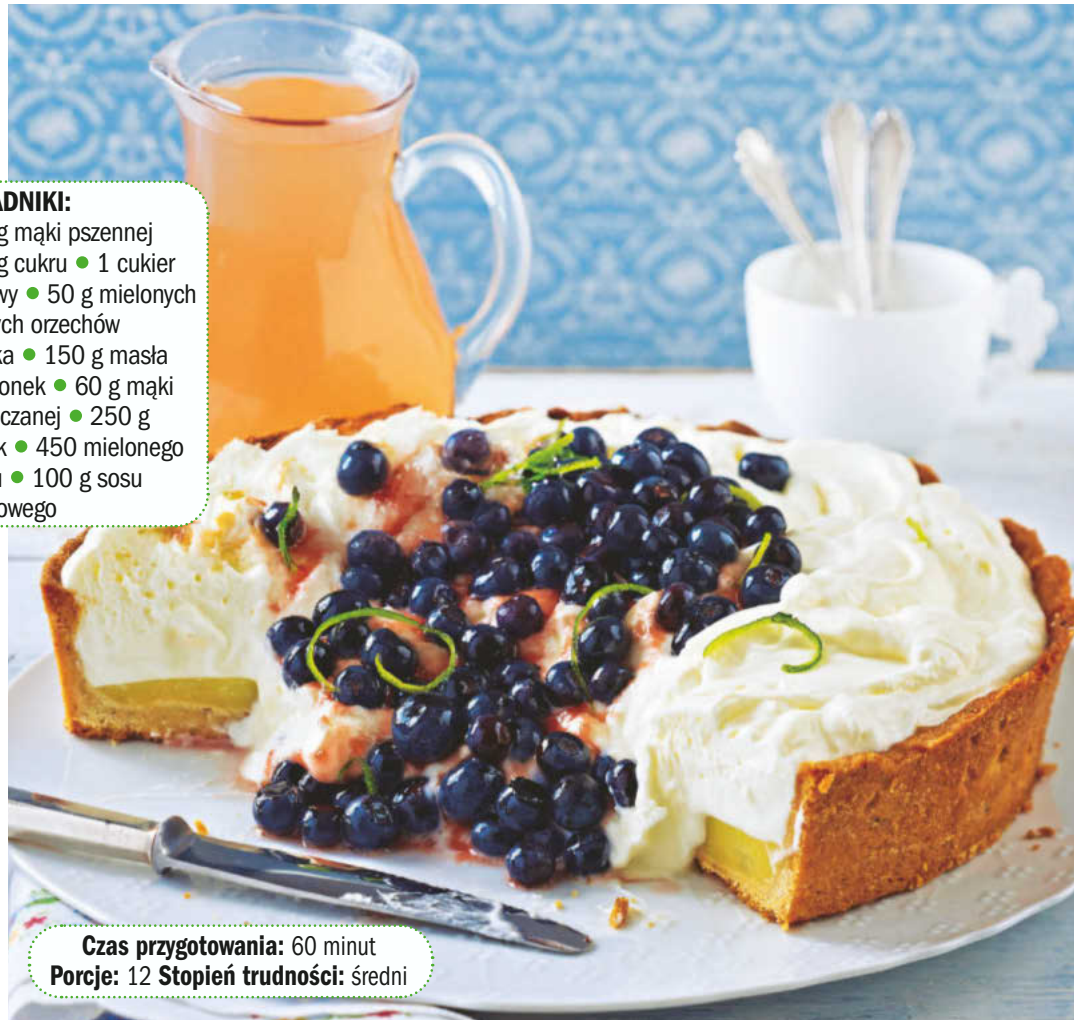 ADNIKI:
g mąki pszennej
g cukru • 1 cukier
wy • 50 g mielonych
ych orzechów
ka • 150 g masła
onek • 60 g mąki
czanej • 250 g
k • 450 mielonego
u • 100 g sosu
owego
Czas przygotowania: 60 minut
Porcje: 12 Stopień trudności: średni